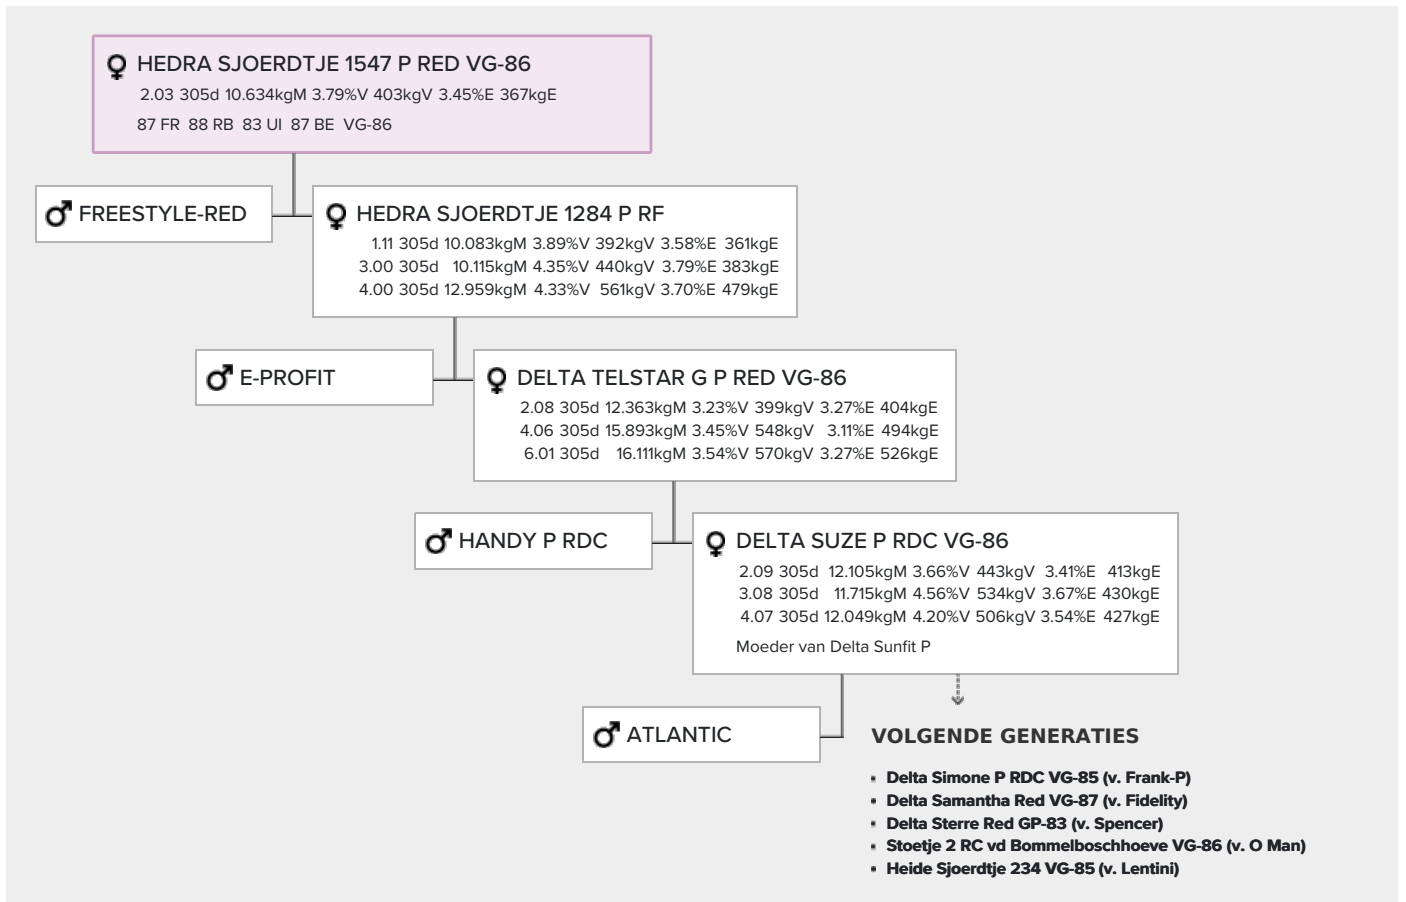 HEDRA SJOERDTJE 1547 P RED VG-86
2.03 305d 10.634kgM 3.79%V 403kgV 3.45%E 367kgE
87 FR 88 RB 83 UI 87 BE VG-86
FREESTYLE-RED
HEDRA SJOERDTJE 1284 P RF
1.11 305d 10.083kgM 3.89%V 392kgV 3.58%E 361kgE
3.00 305d 10.115kgM 4.35%V 440kgV 3.79%E 383kgE
4.00 305d 12.959kgM 4.33%V 561kgV 3.70%E 479kgE
E-PROFIT
DELTA TELSTAR G P RED VG-86
2.08 305d 12.363kgM 3.23%V 399kgV 3.27%E 404kgE
4.06 305d 15.893kgM 3.45%V 548kgV 3.11%E 494kgE
6.01 305d 16.111kgM 3.54%V 570kgV 3.27%E 526kgE
HANDY P RDC
DELTA SUZE P RDC VG-86
2.09 305d 12.105kgM 3.66%V 443kgV 3.41%E 413kgE
3.08 305d 11.715kgM 4.56%V 534kgV 3.67%E 430kgE
4.07 305d 12.049kgM 4.20%V 506kgV 3.54%E 427kgE
Moeder van Delta Sunfit P
ATLANTIC
VOLGENDE GENERATIES
• Delta Simone P RDC VG-85 (v. Frank-P)
• Delta Samantha Red VG-87 (v. Fidelity)
• Delta Sterre Red GP-83 (v. Spencer)
• Stoetje 2 RC vd Bommelboschhoeve VG-86 (v. O Man)
• Heide Sjoerdtje 234 VG-85 (v. Lentini)